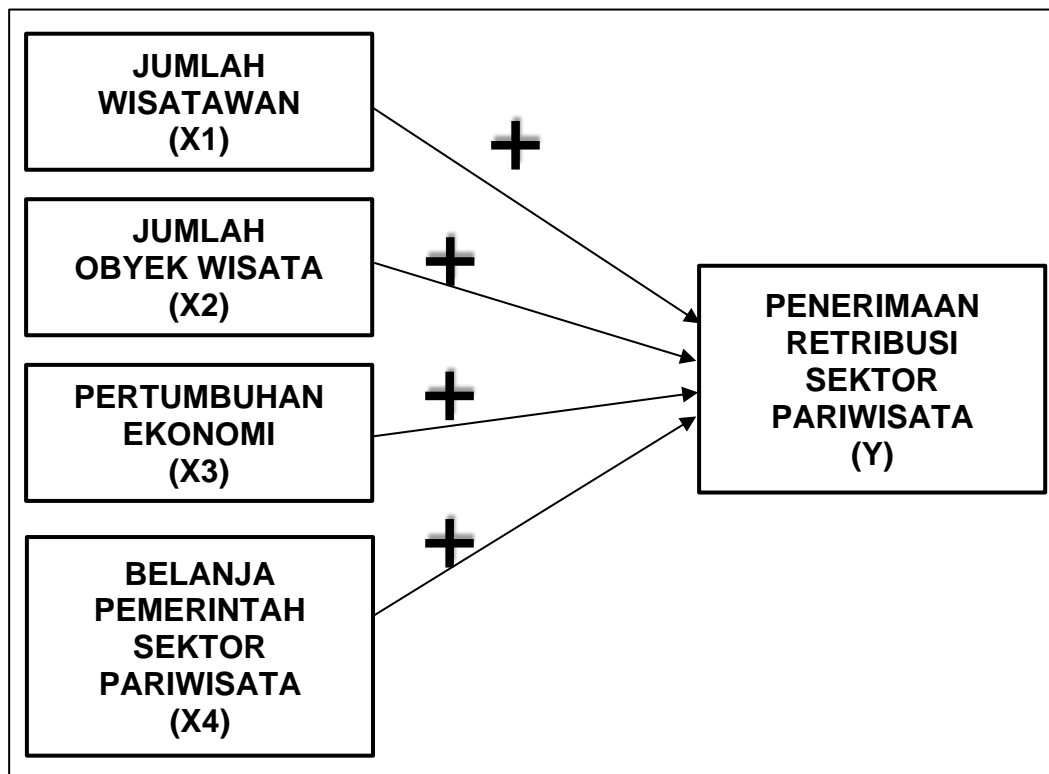 JUMLAH
WISATAWAN
(X1)
+
JUMLAH
OBYEK WISATA
(X2)
+
PERTUMBUHAN
EKONOMI
(X3)
+
BELANJA
PEMERINTAH
SEKTOR
PARIWISATA
(X4)
+
PENERIMAAN
RETRIBUSI
SEKTOR
PARIWISATA
(Y)